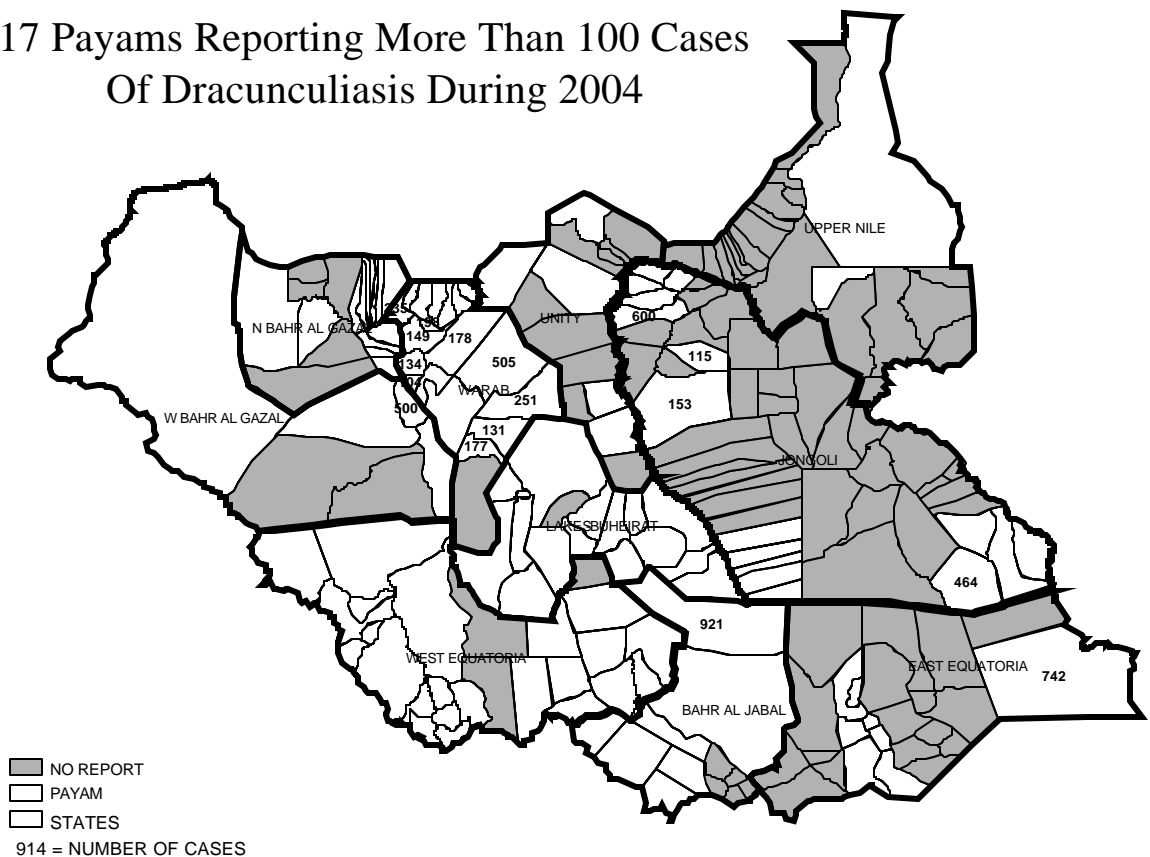 17 Payams Reporting More Than 100 Cases
Of Dracunculiasis During 2004
UPPER NILE
N BAHR AL GAZAL
UNITY
600
149
178
115
134
505
WARAB
251
153
500
W BAHR AL GAZAL
131
177
JONGOLI
LAKESBUHEIRAT
464
921
WEST EQUATORIA
EAST EQUATORIA
742
BAHR AL JABAL
NO REPORT
PAYAM
STATES
914 = NUMBER OF CASES